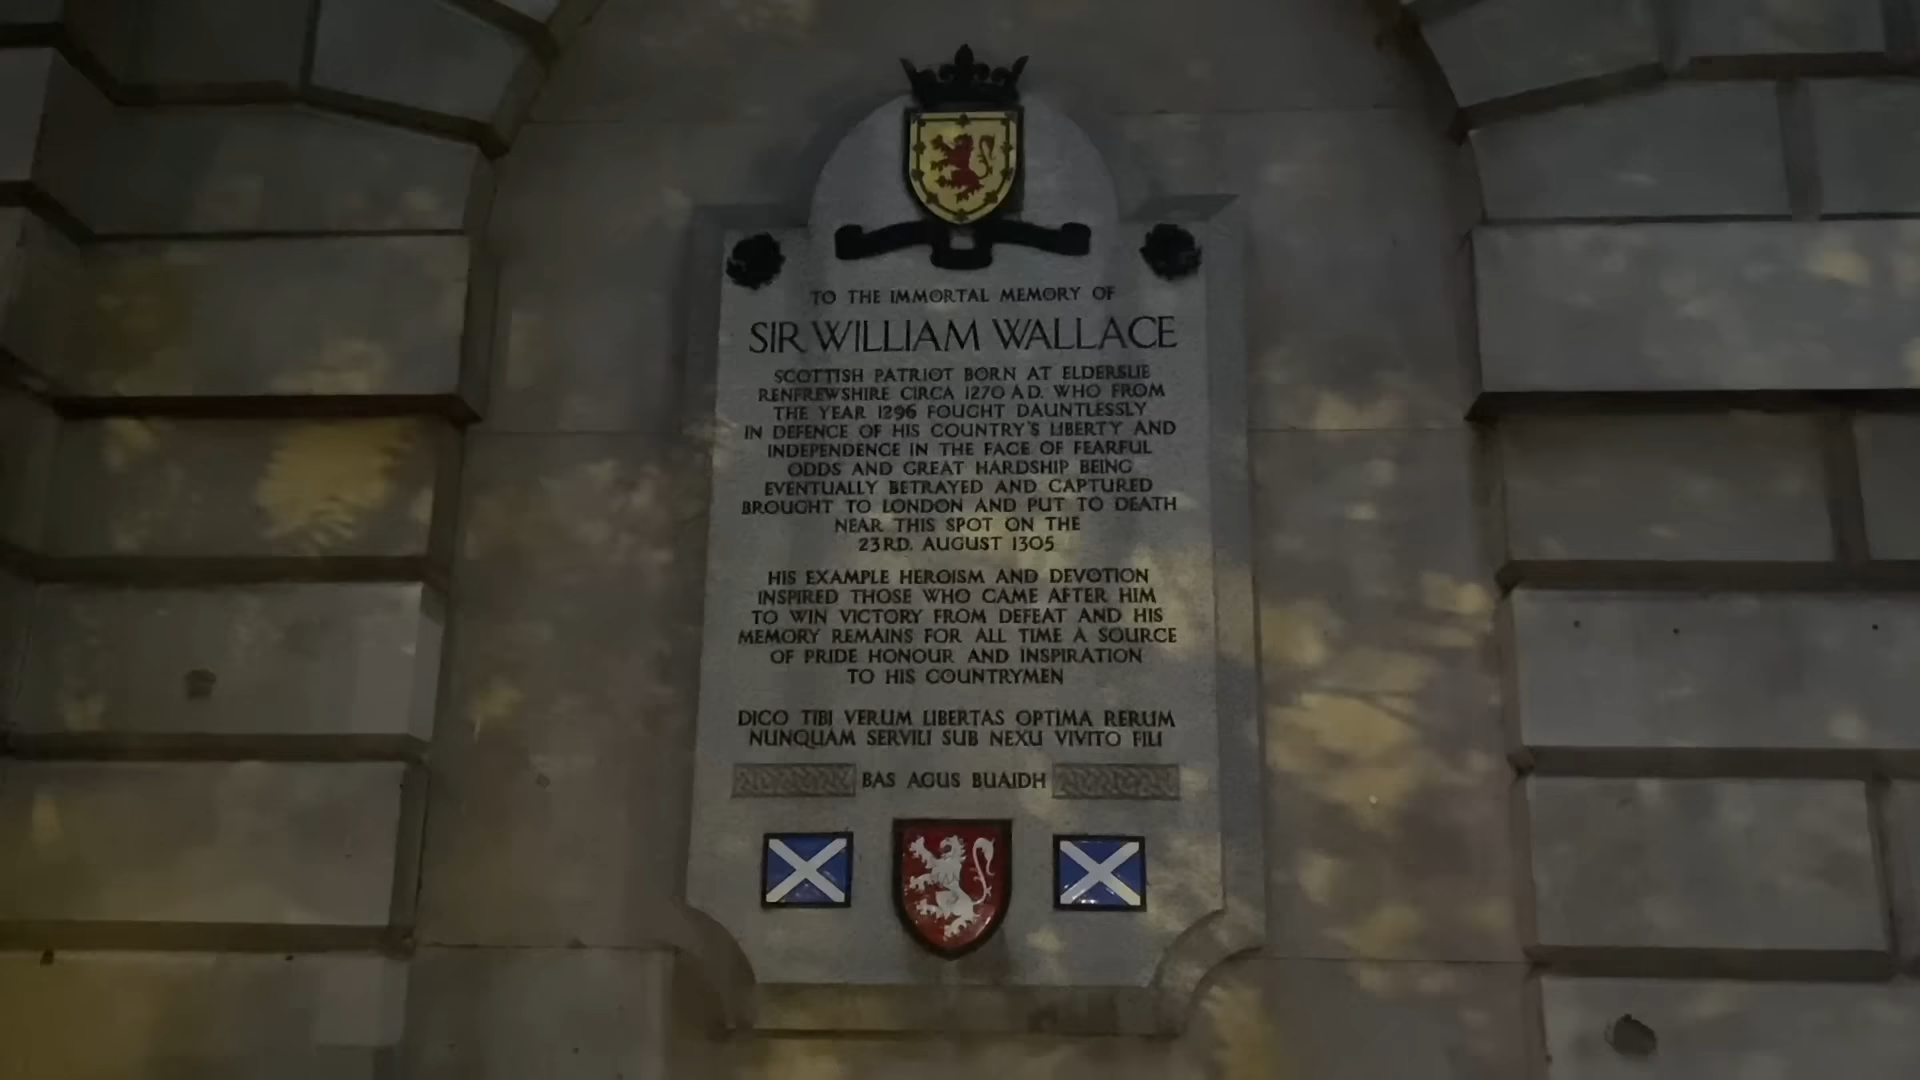 TO THE IMMORTAL MEMORY OF
SIR WILLIAM WALLACE
SCOTTISH PATRIOT BORN AT ELDERSLIE
RENFREWSHIRE CIRCA 1270 A.D. WHO FROM
THE YEAR 1296 FOUGHT DAUNTLESSLY
IN DEFENCE OF HIS COUNTRY'S LIBERTY AND
INDEPENDENCE IN THE FACE OF FEARFUL
ODDS AND GREAT HARDSHIP BEING
EVENTUALLY BETRAYED AND CAPTURED
BROUGHT TO LONDON AND PUT TO DEATH
NEAR THIS SPOT ON THE
23RD. AUGUST 1305
HIS EXAMPLE HEROISM AND DEVOTION
INSPIRED THOSE WHO CAME AFTER HIM
TO WIN VICTORY FROM DEFEAT AND HIS
MEMORY REMAINS FOR ALL TIME A SOURCE
OF PRIDE HONOUR AND INSPIRATION
TO HIS COUNTRYMEN
DICO TIBI VERUM LIBERTAS OPTIMA RERUM
NUNQUAM SERVILI SUB NEXU VIVITO FILI
BAS AGUS BUAIDH